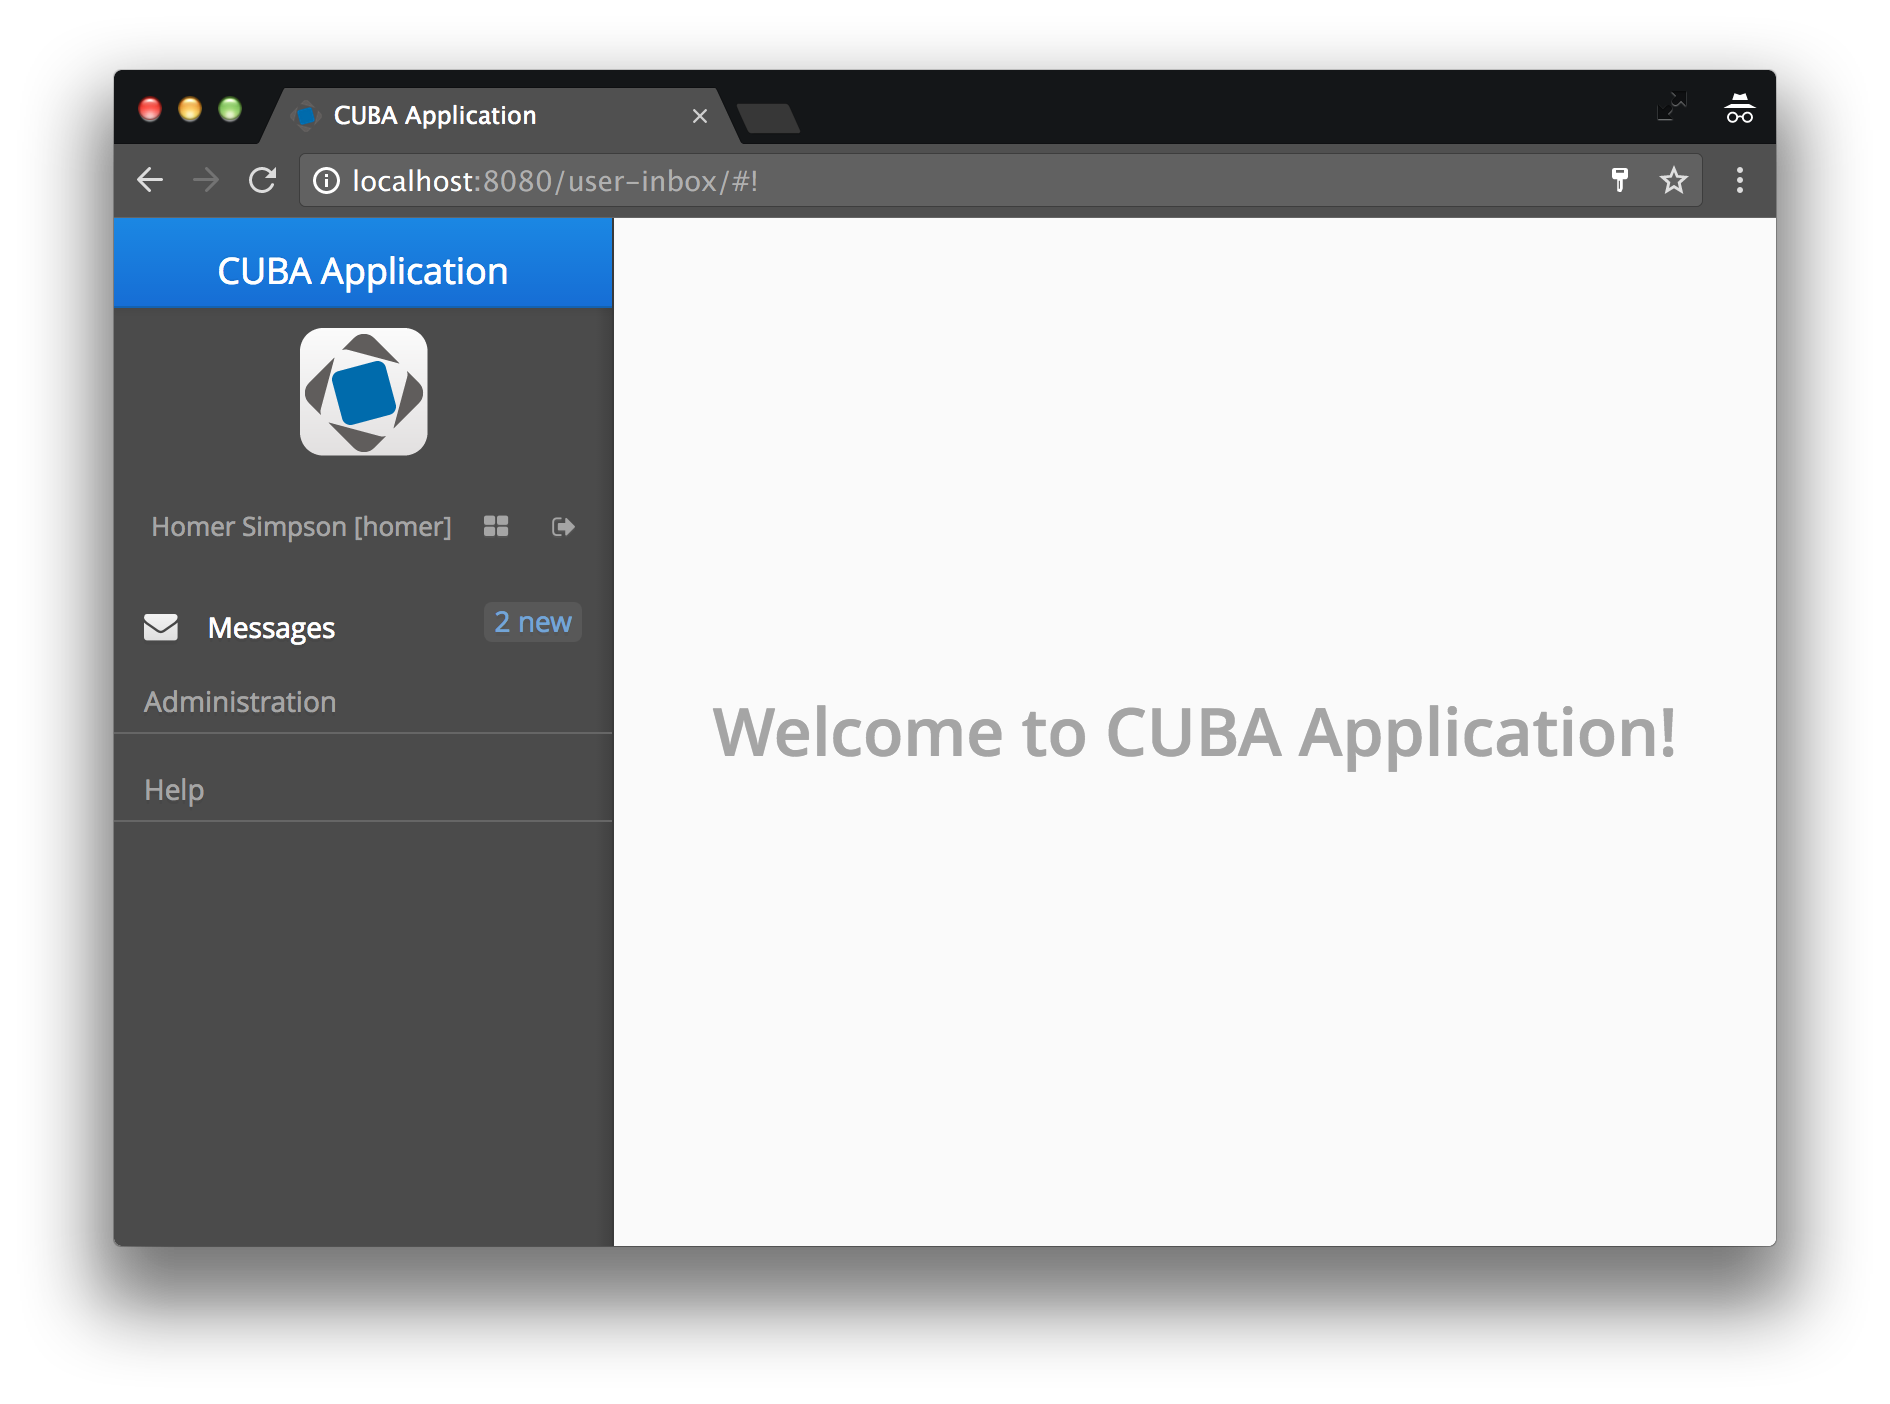 CUBA Application
localhost:8080/user-inbox/#!
CUBA Application
Homer Simpson [homer]
Messages 2 new
Administration
Help
Welcome to CUBA Application!